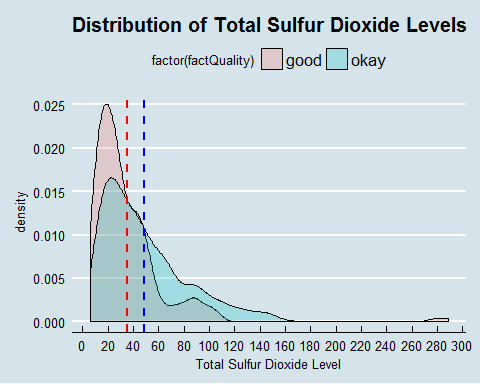 Distribution of Total Sulfur Dioxide Levels
factor(factQuality) good okay
density
0.025
0.020
0.015
0.010
0.005
0.000
0 20 40 60 80 100 120 140 160 180 200 220 240 260 280 300
Total Sulfur Dioxide Level